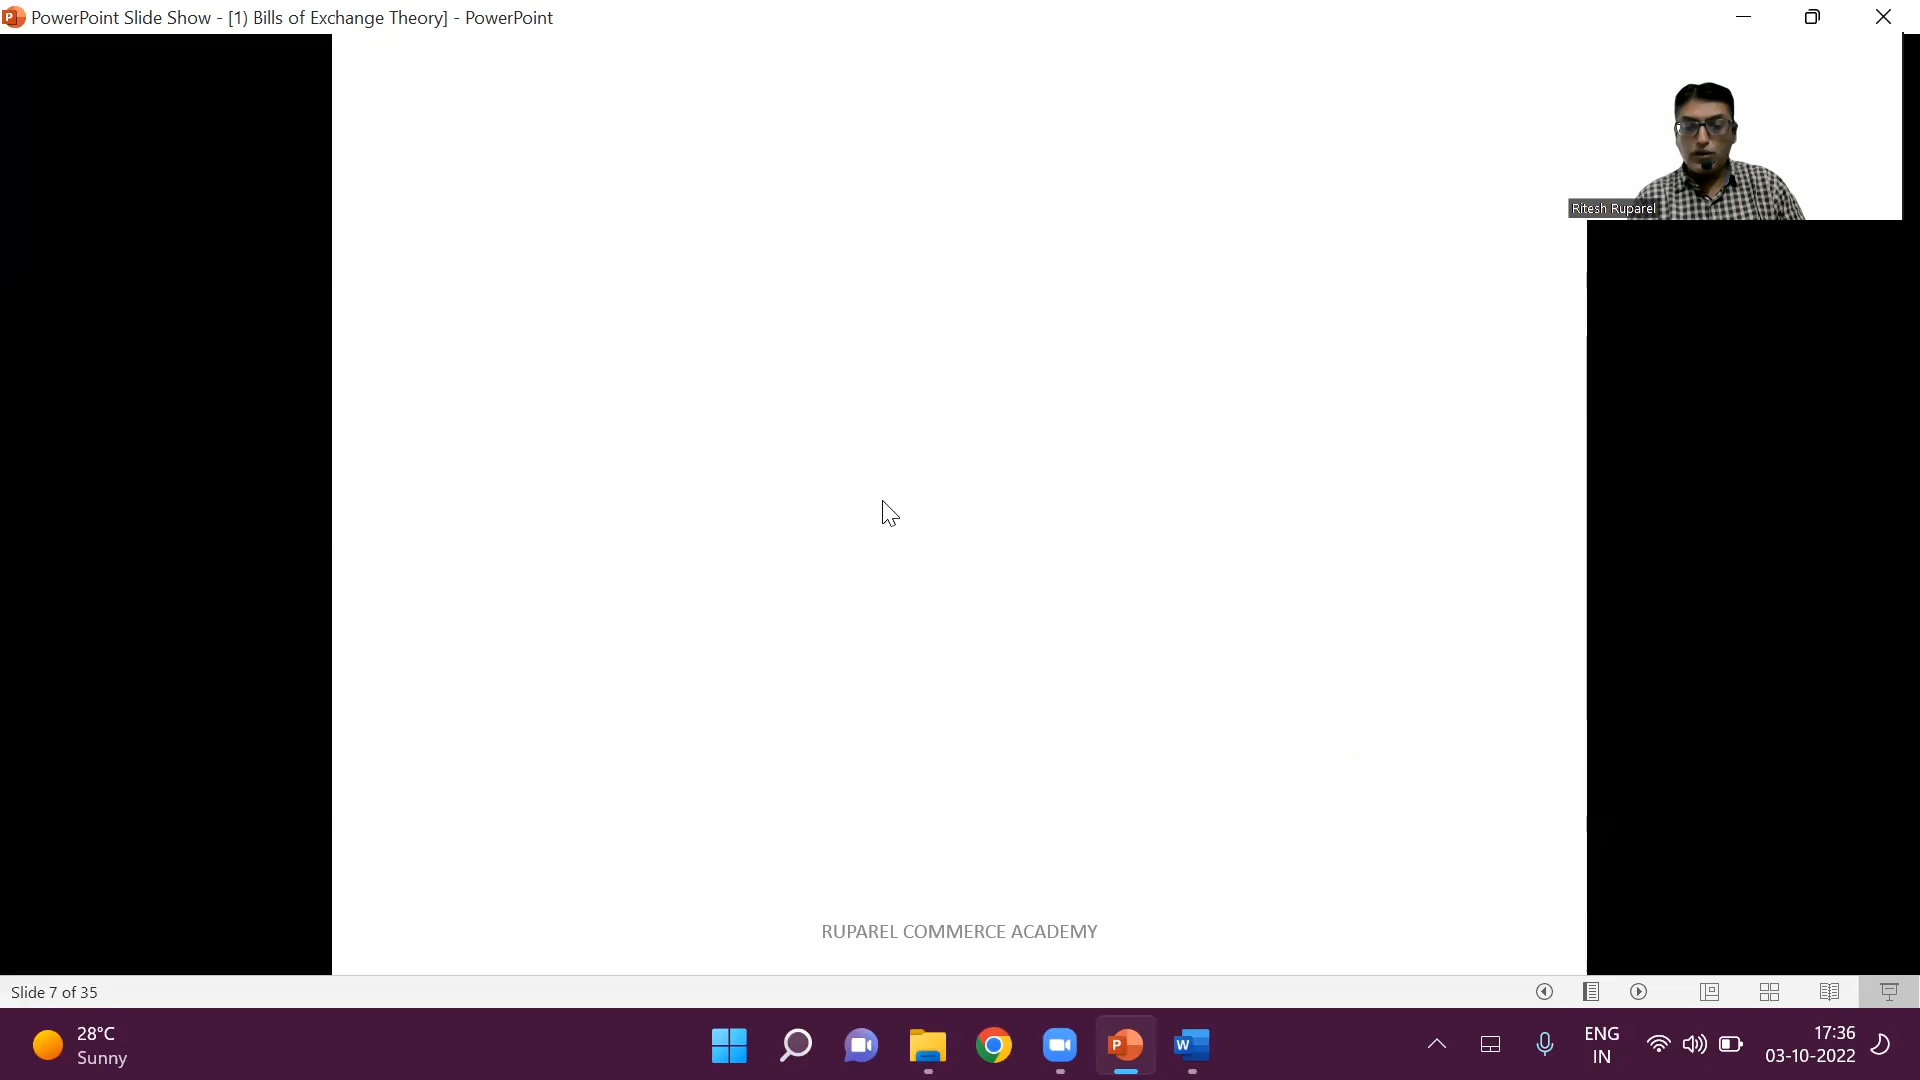 PowerPoint Slide Show - [1) Bills of Exchange Theory] - PowerPoint
Ritesh Ruparel
RUPAREL COMMERCE ACADEMY
Slide 7 of 35
28°C
Sunny
ENG
IN
17:36
03-10-2022